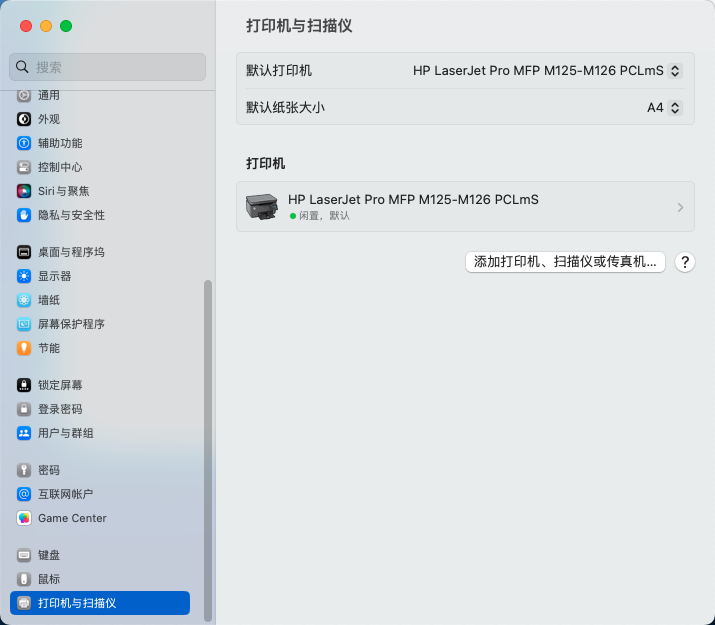 搜索
通用
外观
辅助功能
控制中心
Siri与聚焦
隐私与安全性
桌面与程序坞
显示器
墙纸
屏幕保护程序
节能
锁定屏幕
登录密码
用户与群组
密码
互联网帐户
Game Center
键盘
鼠标
打印机与扫描仪
打印机与扫描仪
默认打印机 HP LaserJet Pro MFP M125-M126 PCLmS
默认纸张大小 A4
打印机
HP LaserJet Pro MFP M125-M126 PCLmS
闲置，默认
添加打印机、扫描仪或传真机... ?